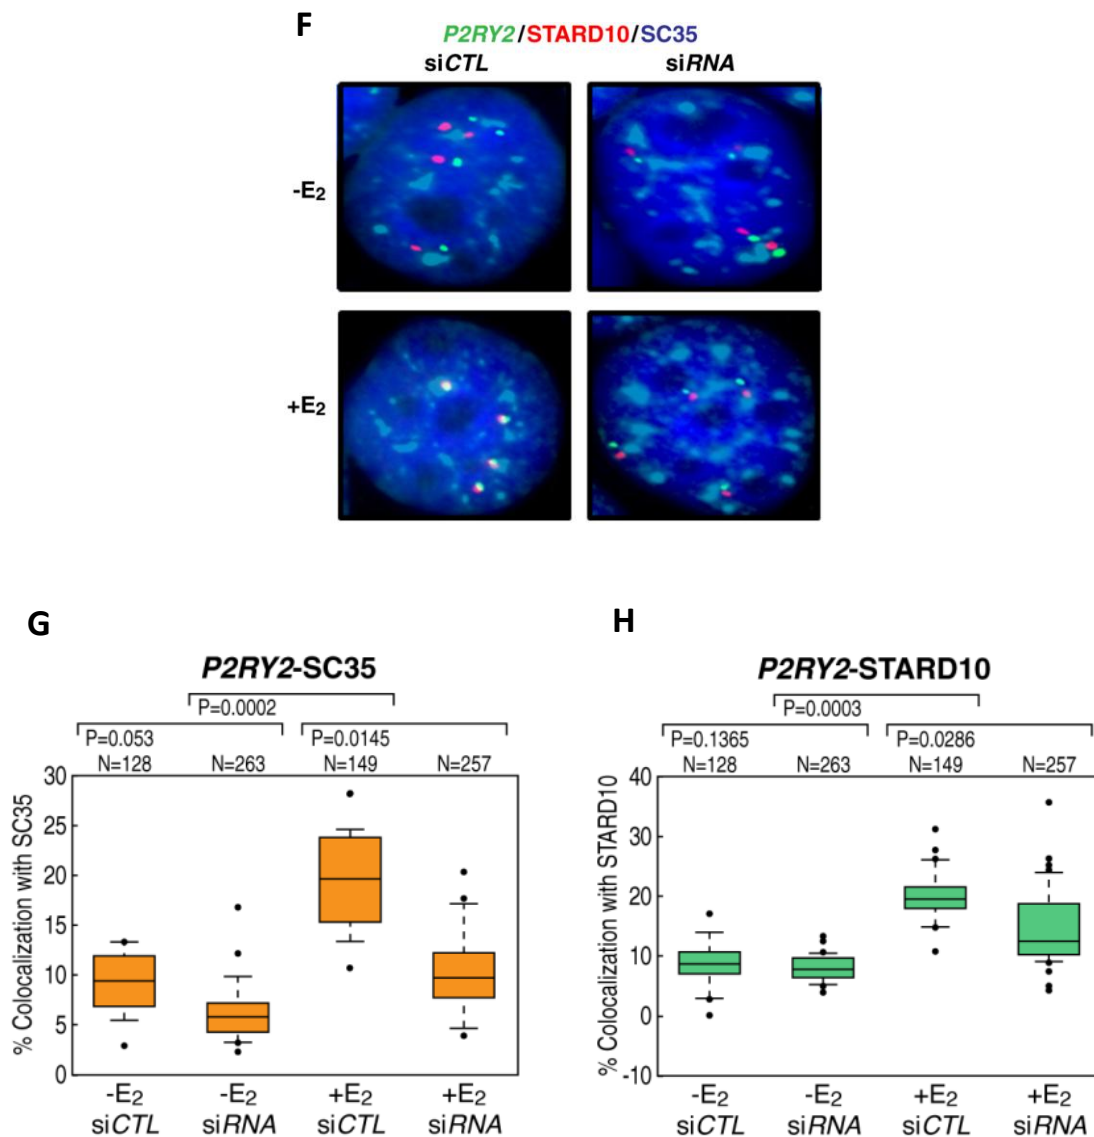 F
P2RY2/STARD10/SC35
siCTL siRNA
-E2
+E2
G
P2RY2-SC35
P=0.0002
P=0.053 P=0.0145
N=128 N=263 N=149 N=257
% Colocalization with SC35
30
25
20
15
10
5
0
-E2 -E2 +E2 +E2
siCTL siRNA siCTL siRNA
H
P2RY2-STARD10
P=0.0003
P=0.1365 P=0.0286
N=128 N=263 N=149 N=257
% Colocalization with STARD10
40
30
20
10
0
-10
-E2 -E2 +E2 +E2
siCTL siRNA siCTL siRNA